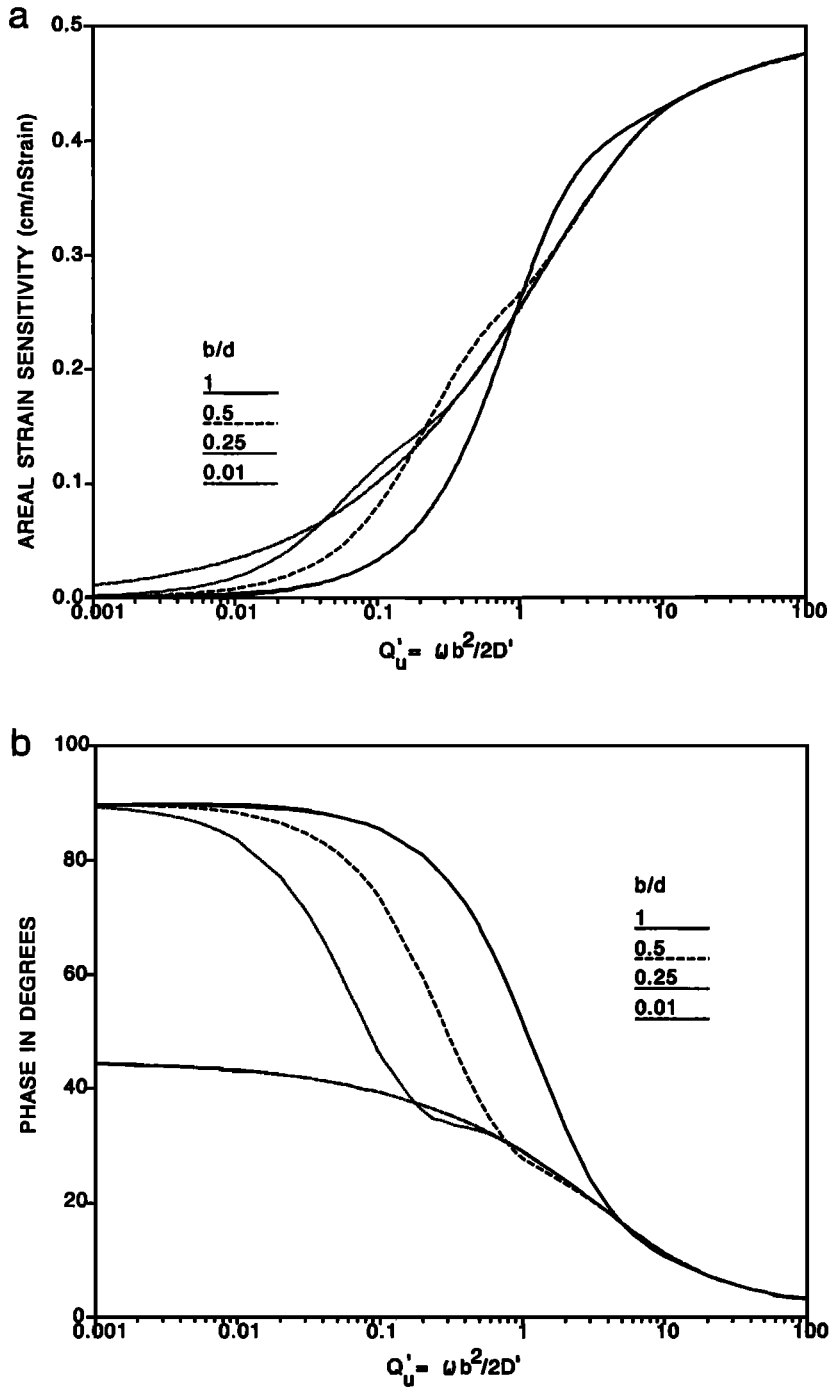 a
0.5
0.4
0.3
0.2
0.1
0.0
AREAL STRAIN SENSITIVITY (cm/nStrain)
b/d
1
0.5
0.25
0.01
0.001 0.01 0.1 1 10 100
Q'u = ωb²/2D'
b
100
80
60
40
20
0
PHASE IN DEGREES
b/d
1
0.5
0.25
0.01
0.001 0.01 0.1 1 10 100
Q'u = ωb²/2D'